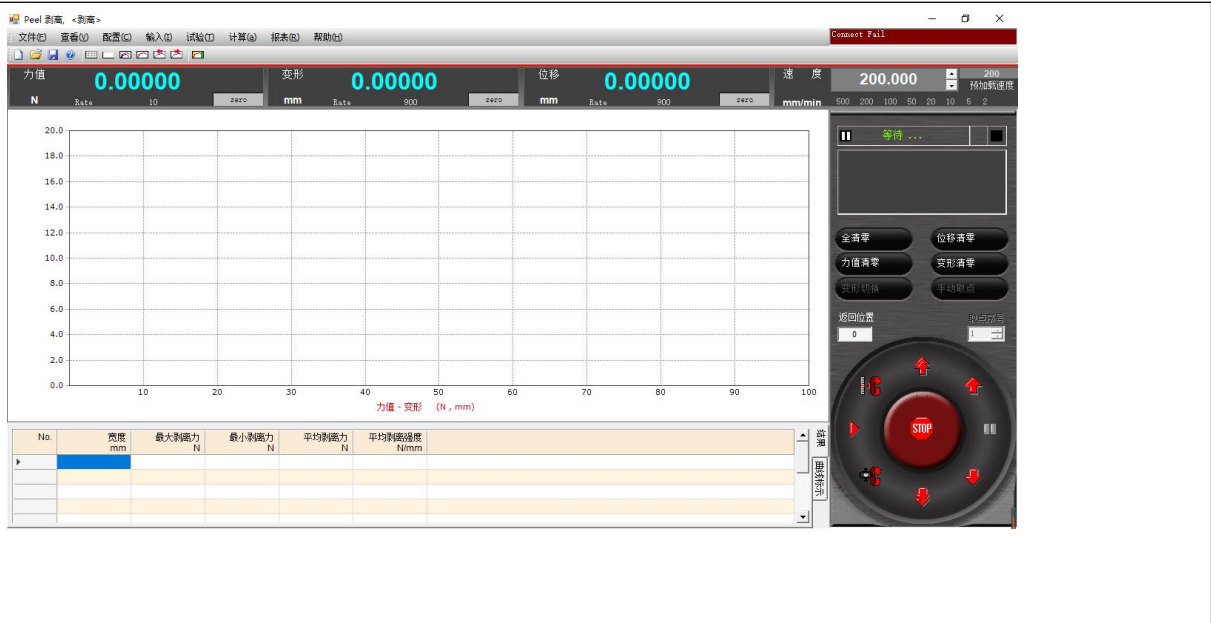 Peel 剥离, <剥离>
文件(F) 查看(V) 配置(C) 输入(I) 试验(T) 计算(a) 报表(R) 帮助(H)
Connect Fail
力值 0.00000
N Rate 10 zero
变形 0.00000
mm Rate 900 zero
位移 0.00000
mm Rate 900 zero
速 度 200.000 200
预加载速度
mm/min 500 200 100 50 20 10 5 2
20.0
18.0
16.0
14.0
12.0
10.0
8.0
6.0
4.0
2.0
0.0
10 20 30 40 50 60 70 80 90 100
力值 - 变形 (N , mm)
等待 ...
全清零 位移清零
力值清零 变形清零
变形切换 手动取点
返回位置 取点序号
0 1
STOP
No. 宽度 最大剥离力 最小剥离力 平均剥离力 平均剥离强度
mm N N N N/mm
结果
曲线标示